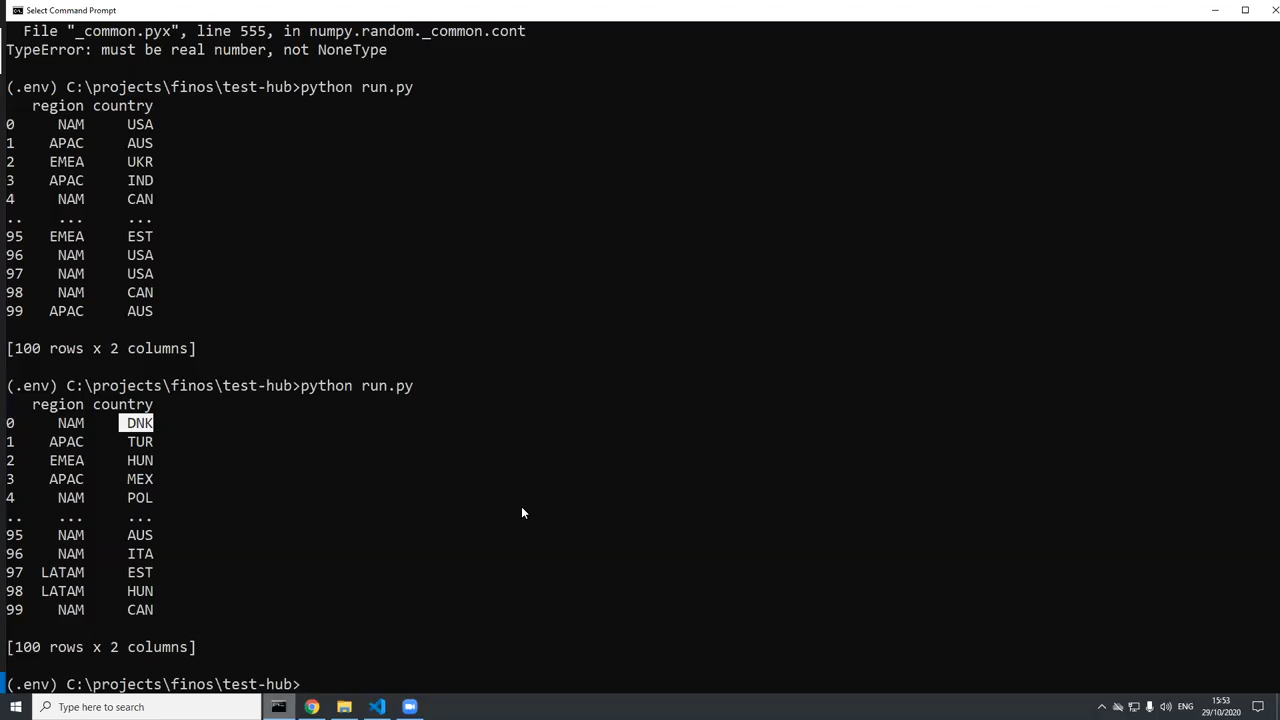 Select Command Prompt
File "_common.pyx", line 555, in numpy.random._common.cont
TypeError: must be real number, not NoneType
(.env) C:\projects\finos\test-hub>python run.py
region country
0 NAM USA
1 APAC AUS
2 EMEA UKR
3 APAC IND
4 NAM CAN
.. ... ...
95 EMEA EST
96 NAM USA
97 NAM USA
98 NAM CAN
99 APAC AUS
[100 rows x 2 columns]
(.env) C:\projects\finos\test-hub>python run.py
region country
0 NAM DNK
1 APAC TUR
2 EMEA HUN
3 APAC MEX
4 NAM POL
.. ... ...
95 NAM AUS
96 NAM ITA
97 LATAM EST
98 LATAM HUN
99 NAM CAN
[100 rows x 2 columns]
(.env) C:\projects\finos\test-hub>
Type here to search
ENG
15:53
29/10/2020